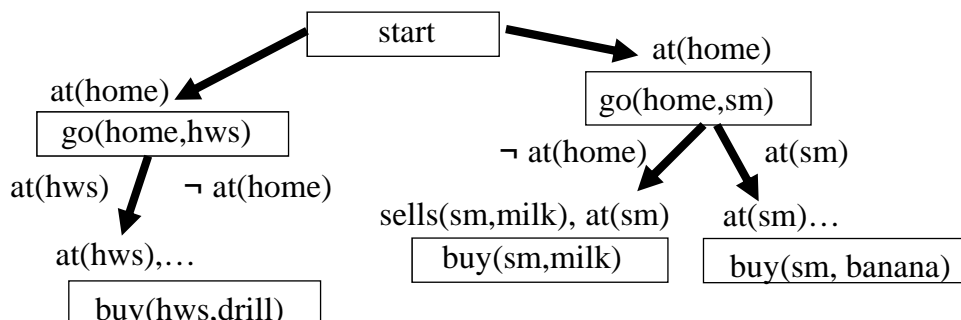 start
at(home)
at(home)
go(home,sm)
go(home,hws)
¬ at(home)
at(sm)
at(hws)
¬ at(home)
sells(sm,milk), at(sm)
at(sm)…
at(hws),…
buy(sm,milk)
buy(sm, banana)
buy(hws,drill)